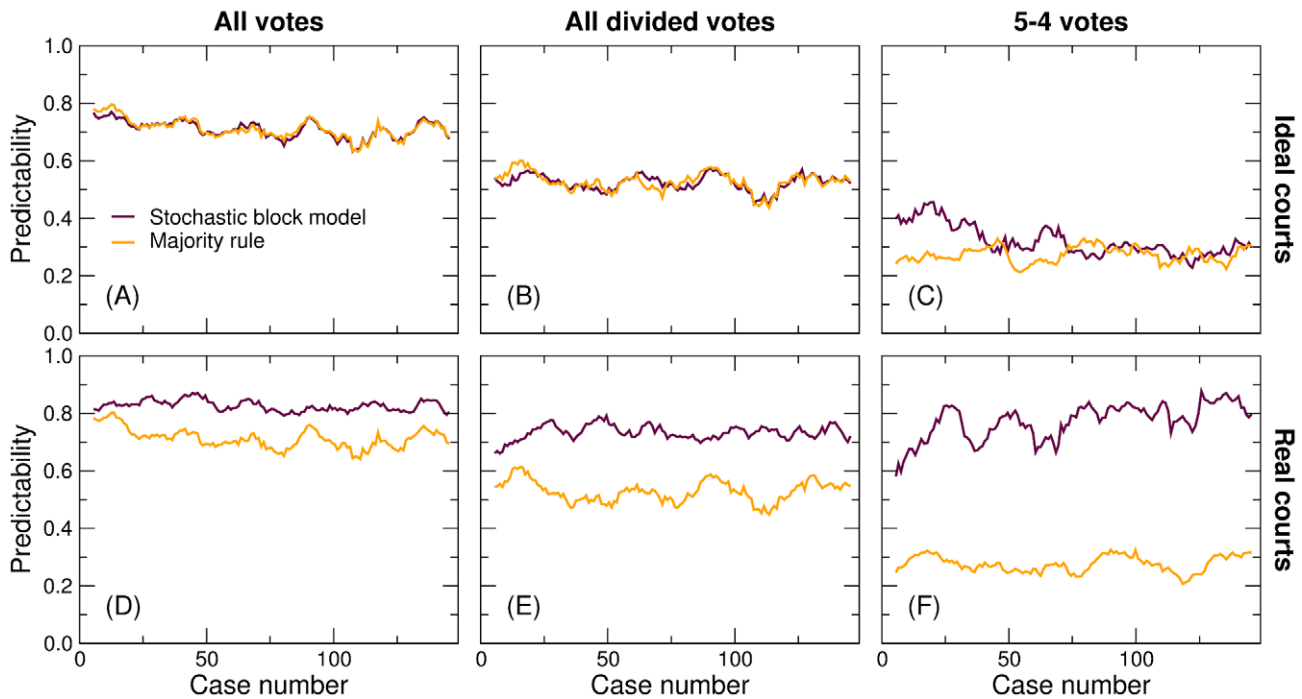 All votes
All divided votes
5-4 votes
1.0
0.8
0.6
0.4
0.2
0.0
Predictability
Stochastic block model
Majority rule
(A)
(B)
(C)
Ideal courts
1.0
0.8
0.6
0.4
0.2
0.0
Predictability
(D)
(E)
(F)
Real courts
0 50 100
0 50 100
0 50 100
Case number
Case number
Case number